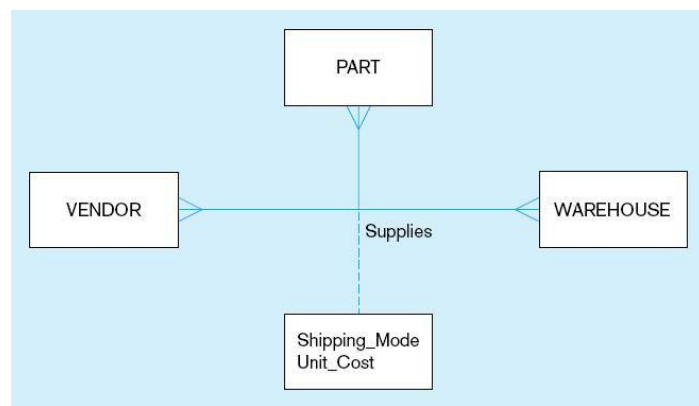 PART
VENDOR
WAREHOUSE
Supplies
Shipping_Mode
Unit_Cost